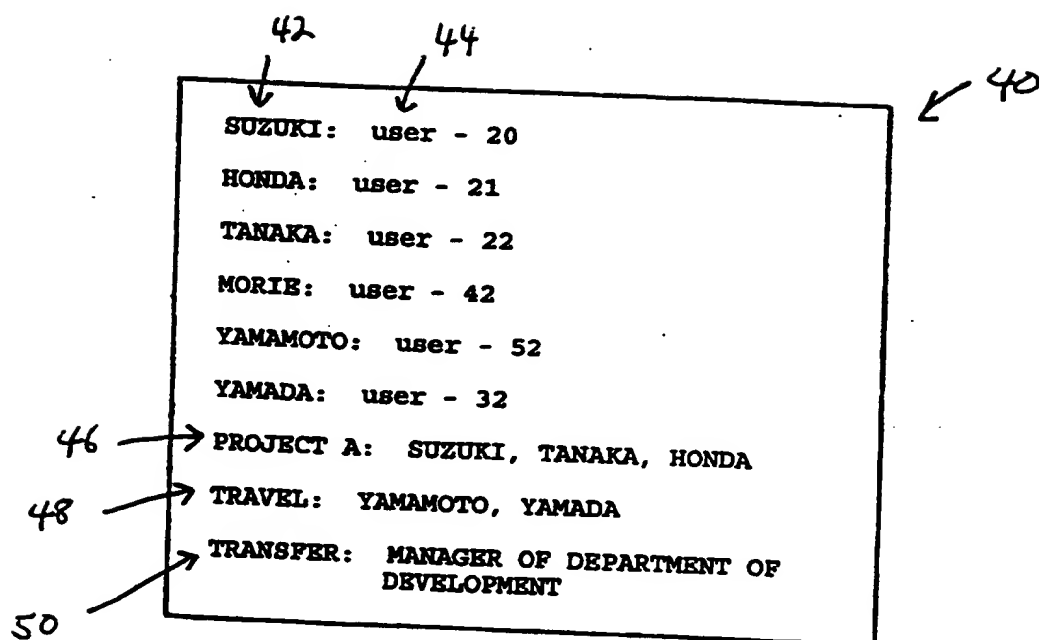 42
44
40
SUZUKI: user - 20
HONDA: user - 21
TANAKA: user - 22
MORIE: user - 42
YAMAMOTO: user - 52
YAMADA: user - 32
46
PROJECT A: SUZUKI, TANAKA, HONDA
48
TRAVEL: YAMAMOTO, YAMADA
50
TRANSFER: MANAGER OF DEPARTMENT OF
DEVELOPMENT